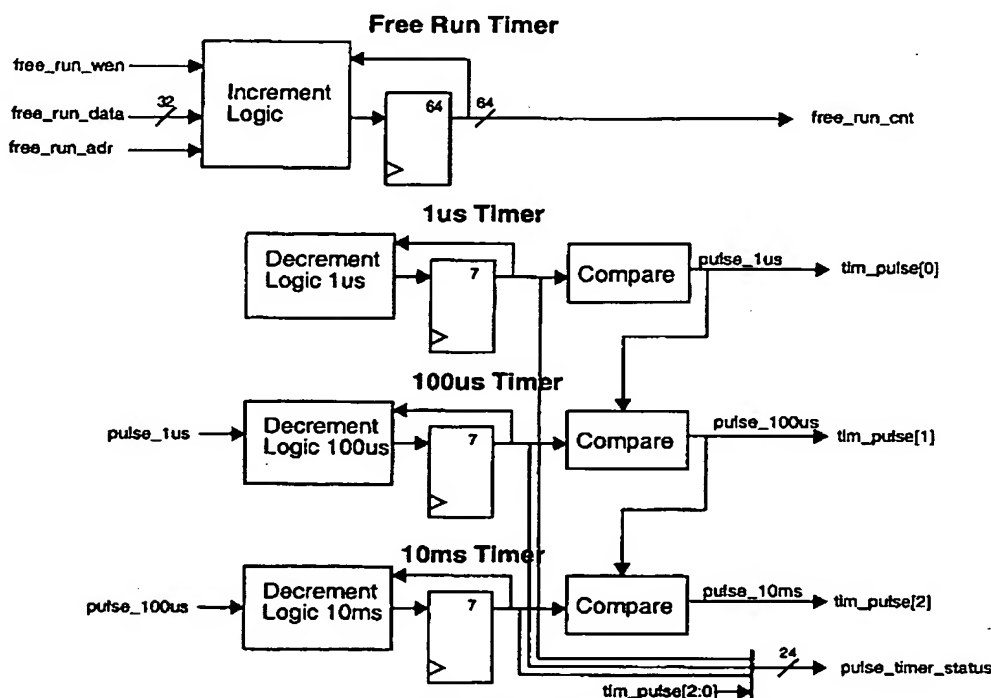 Free Run Timer
free_run_wen
free_run_data
32
free_run_adr
Increment
Logic
64
64
free_run_cnt
1us Timer
Decrement
Logic 1us
7
Compare
pulse_1us
tim_pulse[0]
100us Timer
pulse_1us
Decrement
Logic 100us
7
Compare
pulse_100us
tim_pulse[1]
10ms Timer
pulse_100us
Decrement
Logic 10ms
7
Compare
pulse_10ms
tim_pulse[2]
24
pulse_timer_status
tim_pulse[2:0]